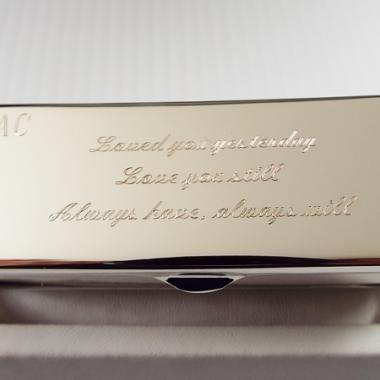 AC
Loved you yesterday
Love you still
Always have, always will